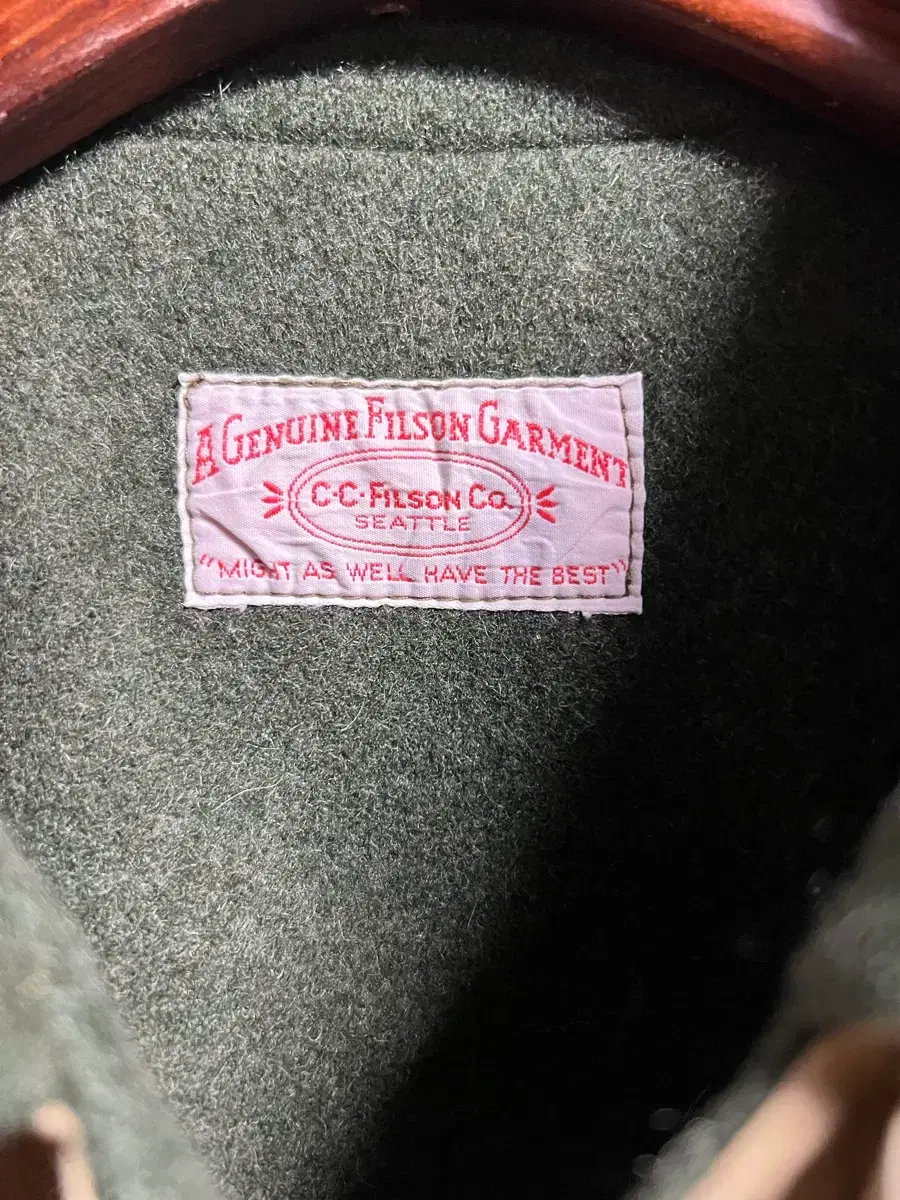 A GENUINE FILSON GARMENT
C·C·FILSON CO.
SEATTLE
"MIGHT AS WELL HAVE THE BEST"